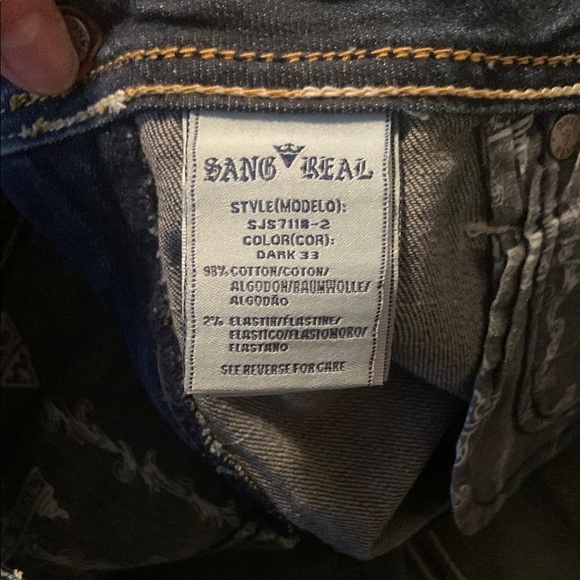 SANG REAL
STYLE(MODELO):
SJS7118-2
COLOR(COR):
DARK 33
98% COTTON/COTON/
ALGODON/BAUMWOLLE/
ALGODÃO
2% ELASTIN/ÉLASTINE/
ELASTICO/ELASTOMORO/
ELASTANO
SEE REVERSE FOR CARE